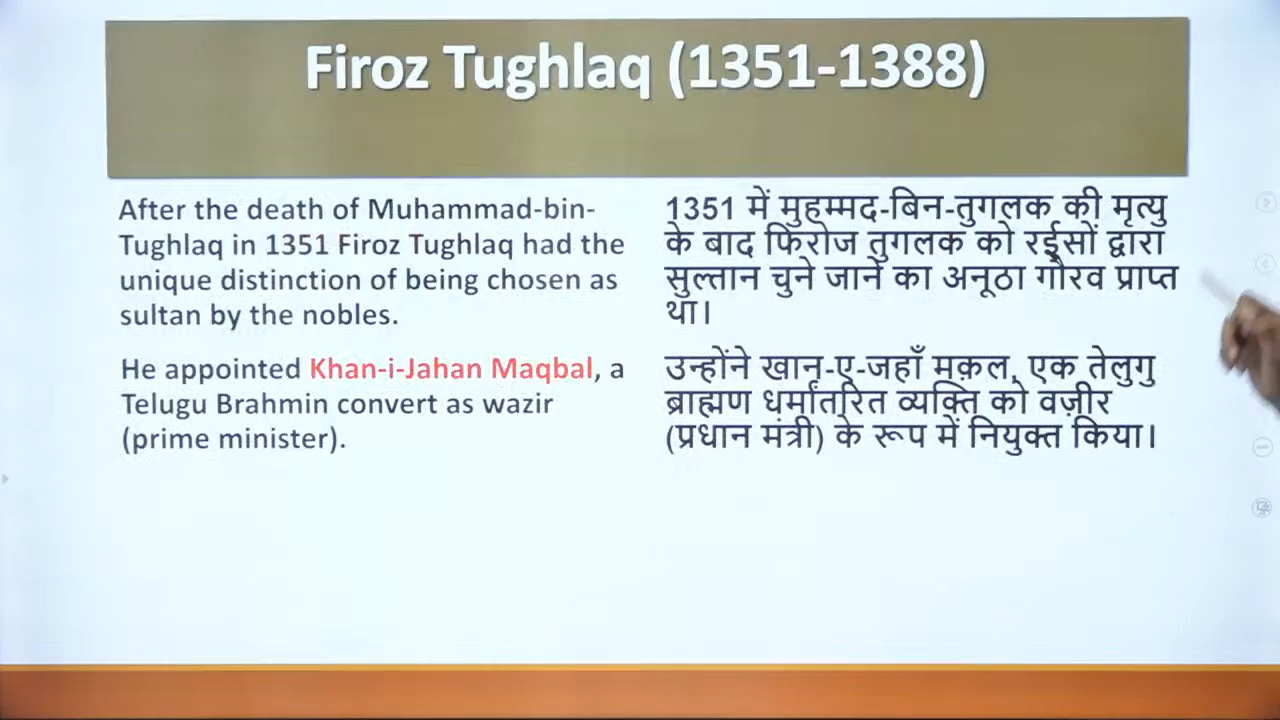 Firoz Tughlaq (1351-1388)
After the death of Muhammad-bin-
Tughlaq in 1351 Firoz Tughlaq had the
unique distinction of being chosen as
sultan by the nobles.
He appointed Khan-i-Jahan Maqbal, a
Telugu Brahmin convert as wazir
(prime minister).
1351 में मुहम्मद-बिन-तुगलक की मृत्यु
के बाद फिरोज तुगलक को रईसों द्वारा
सुल्तान चुने जाने का अनूठा गौरव प्राप्त
था।
उन्होंने खान-ए-जहाँ मक़ल, एक तेलुगु
ब्राह्मण धर्मांतरित व्यक्ति को वज़ीर
(प्रधान मंत्री) के रूप में नियुक्त किया।